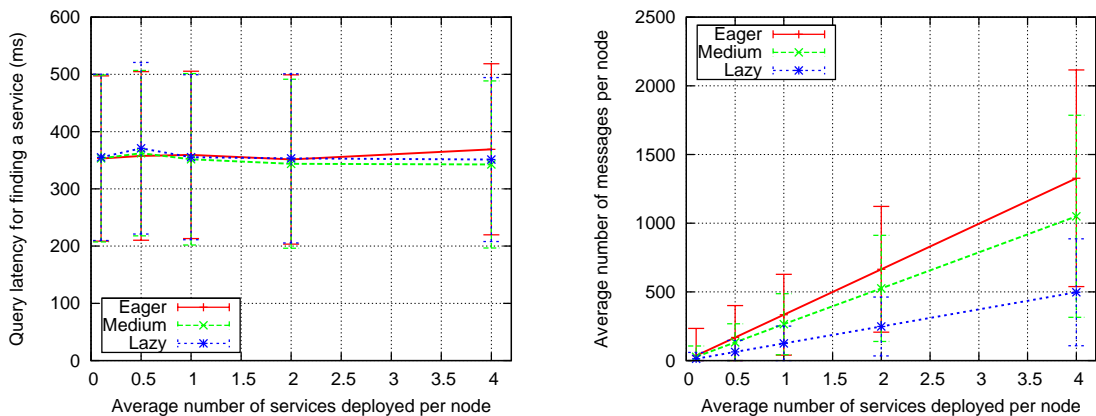 Query latency for finding a service (ms)
600
500
400
300
200
100
0
Eager
Medium
Lazy
0 0.5 1 1.5 2 2.5 3 3.5 4
Average number of services deployed per node
Average number of messages per node
2500
2000
1500
1000
500
0
Eager
Medium
Lazy
0 0.5 1 1.5 2 2.5 3 3.5 4
Average number of services deployed per node